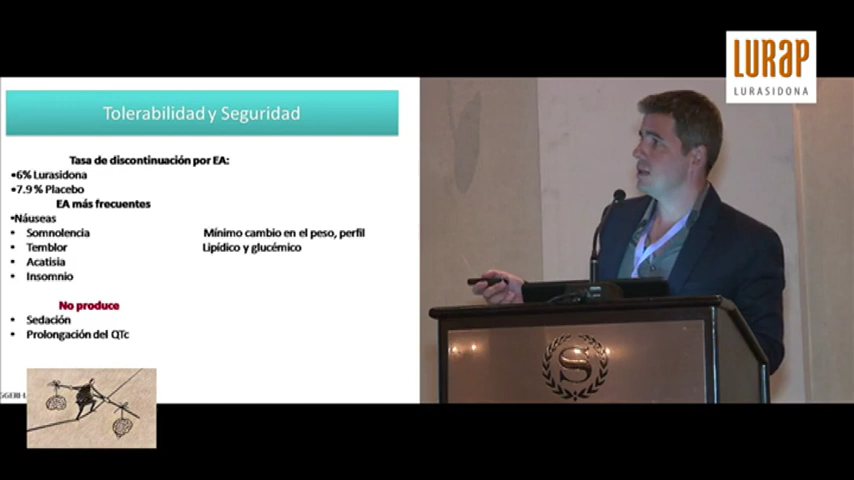 LURAP
LURASIDONA
Tolerabilidad y Seguridad
Tasa de discontinuación por EA:
•6% Lurasidona
•7.9% Placebo
EA más frecuentes
•Náuseas
• Somnolencia
• Temblor
• Acatisia
• Insomnio
Mínimo cambio en el peso, perfil
Lipídico y glucémico
No produce
• Sedación
• Prolongación del QTc
S